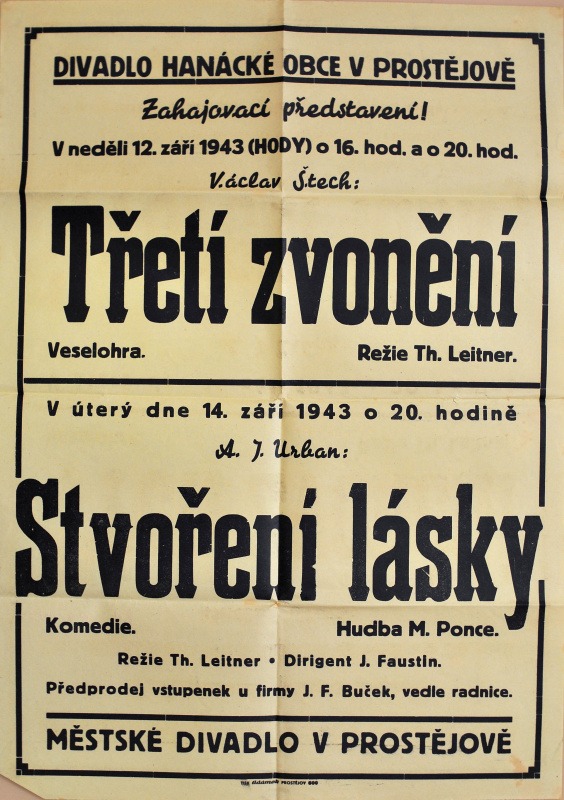 DIVADLO HANÁCKÉ OBCE V PROSTĚJOVĚ
Zahajovací představení!
V neděli 12. září 1943 (HODY) o 16. hod. a o 20. hod.
Václav Štech:
Třetí zvonění
Veselohra. Režie Th. Leitner.
V úterý dne 14. září 1943 o 20. hodině
A. J. Urban:
Stvoření lásky
Komedie. Hudba M. Ponce.
Režie Th. Leitner • Dirigent J. Faustin.
Předprodej vstupenek u firmy J. F. Buček, vedle radnice.
MĚSTSKÉ DIVADLO V PROSTĚJOVĚ
PROSTĚJOV